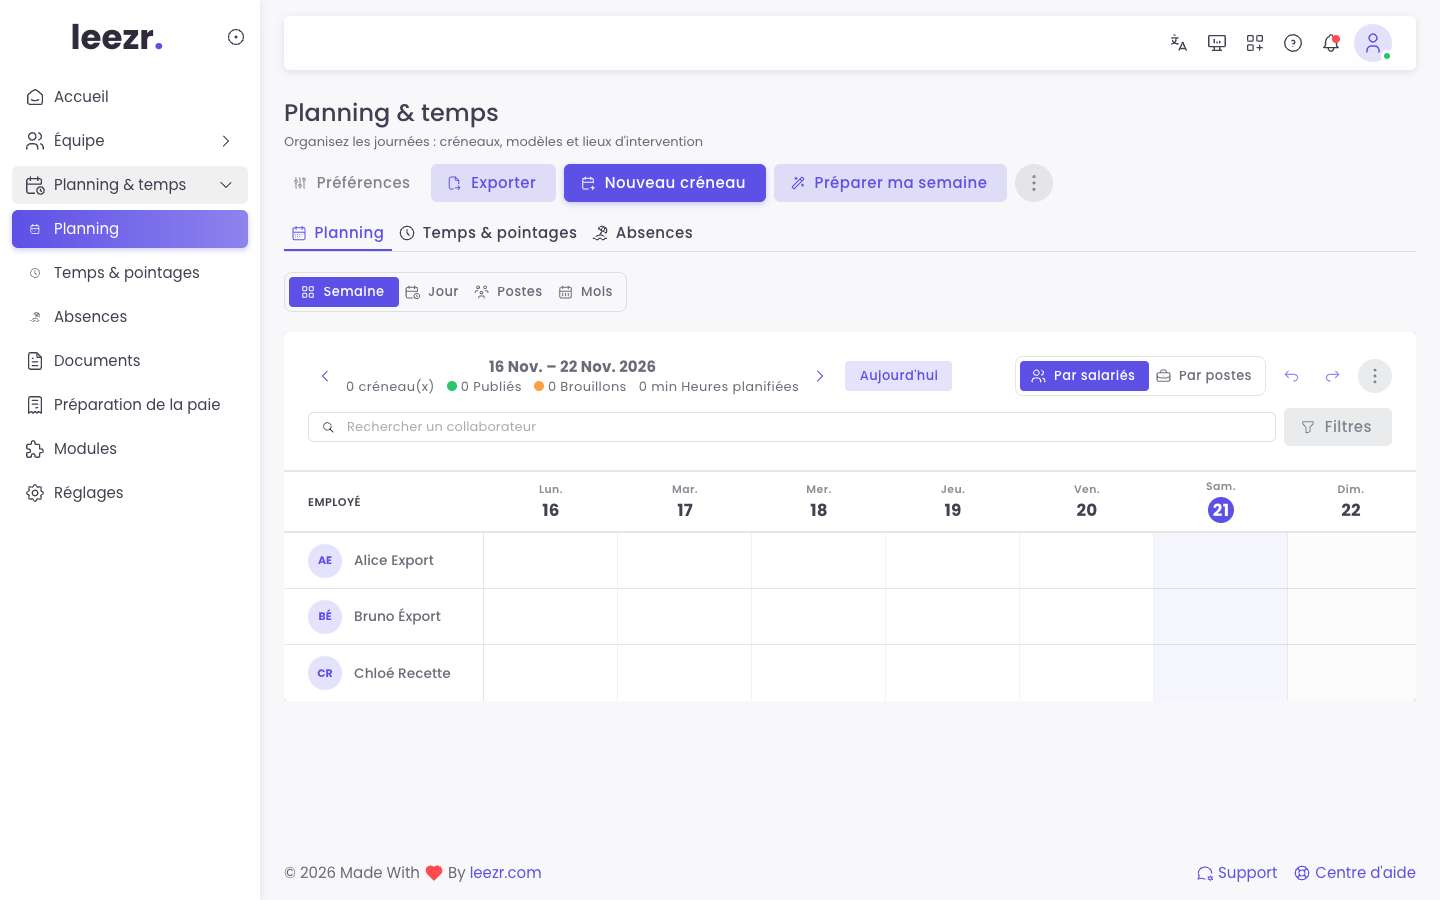 leezr.
Accueil
Équipe
Planning & temps
Planning
Temps & pointages
Absences
Documents
Préparation de la paie
Modules
Réglages
Planning & temps
Organisez les journées : créneaux, modèles et lieux d'intervention
Préférences
Exporter
Nouveau créneau
Préparer ma semaine
Planning
Temps & pointages
Absences
Semaine
Jour
Postes
Mois
16 Nov. – 22 Nov. 2026
0 créneau(x) 0 Publiés 0 Brouillons 0 min Heures planifiées
Aujourd'hui
Par salariés
Par postes
Rechercher un collaborateur
Filtres
EMPLOYÉ
Lun.
16
Mar.
17
Mer.
18
Jeu.
19
Ven.
20
Sam.
21
Dim.
22
AE Alice Export
BÉ Bruno Éxport
CR Chloé Recette
© 2026 Made With By leezr.com
Support
Centre d'aide